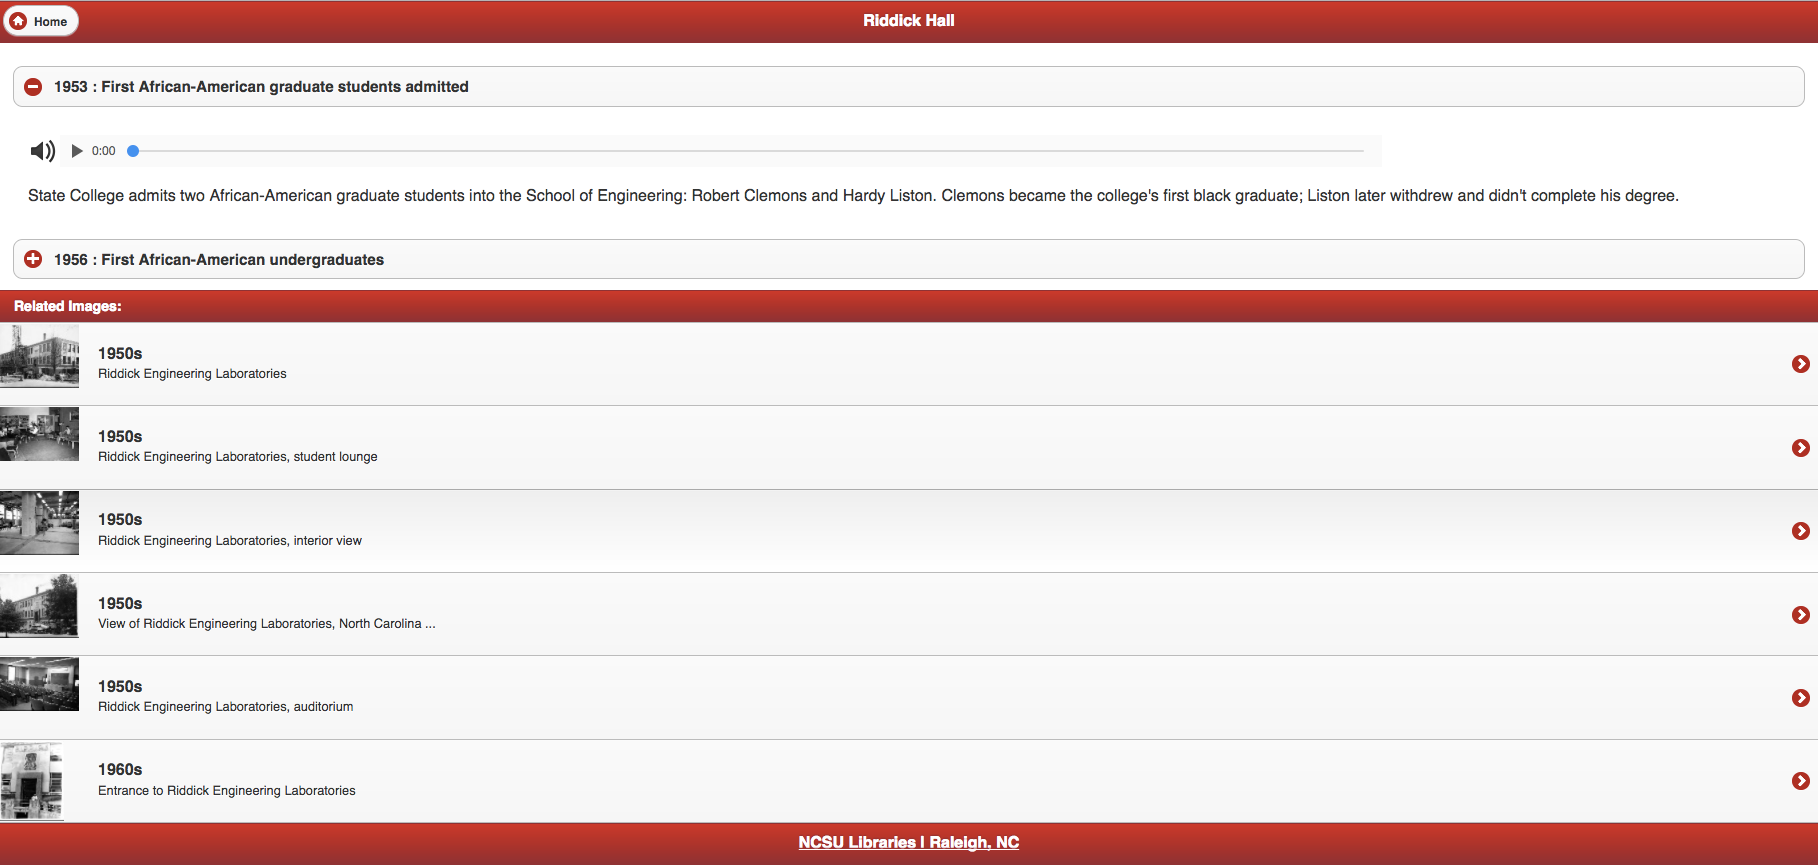 Home
Riddick Hall
1953 : First African-American graduate students admitted
0:00
State College admits two African-American graduate students into the School of Engineering: Robert Clemons and Hardy Liston. Clemons became the college's first black graduate; Liston later withdrew and didn't complete his degree.
1956 : First African-American undergraduates
Related Images:
1950s
Riddick Engineering Laboratories
1950s
Riddick Engineering Laboratories, student lounge
1950s
Riddick Engineering Laboratories, interior view
1950s
View of Riddick Engineering Laboratories, North Carolina ...
1950s
Riddick Engineering Laboratories, auditorium
1960s
Entrance to Riddick Engineering Laboratories
NCSU Libraries | Raleigh, NC